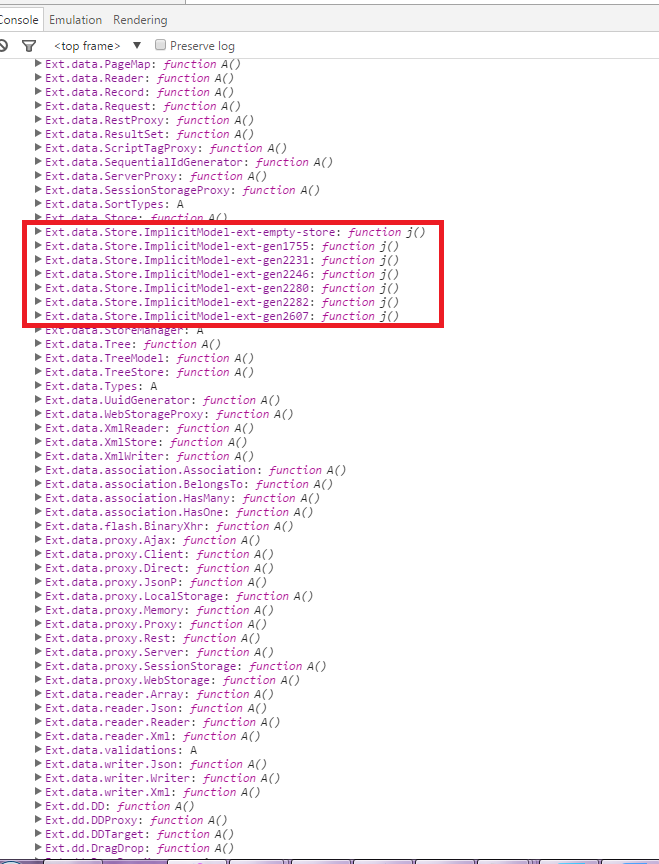 Console Emulation Rendering
<top frame> ▼ Preserve log
Ext.data.PageMap: function A()
Ext.data.Reader: function A()
Ext.data.Record: function A()
Ext.data.Request: function A()
Ext.data.RestProxy: function A()
Ext.data.ResultSet: function A()
Ext.data.ScriptTagProxy: function A()
Ext.data.SequentialIdGenerator: function A()
Ext.data.ServerProxy: function A()
Ext.data.SessionStorageProxy: function A()
Ext.data.SortTypes: A
Ext.data.Store: function A()
Ext.data.Store.ImplicitModel-ext-empty-store: function j()
Ext.data.Store.ImplicitModel-ext-gen1755: function j()
Ext.data.Store.ImplicitModel-ext-gen2231: function j()
Ext.data.Store.ImplicitModel-ext-gen2246: function j()
Ext.data.Store.ImplicitModel-ext-gen2280: function j()
Ext.data.Store.ImplicitModel-ext-gen2282: function j()
Ext.data.Store.ImplicitModel-ext-gen2607: function j()
Ext.data.StoreManager: A
Ext.data.Tree: function A()
Ext.data.TreeModel: function A()
Ext.data.TreeStore: function A()
Ext.data.Types: A
Ext.data.UuidGenerator: function A()
Ext.data.WebStorageProxy: function A()
Ext.data.XmlReader: function A()
Ext.data.XmlStore: function A()
Ext.data.XmlWriter: function A()
Ext.data.association.Association: function A()
Ext.data.association.BelongsTo: function A()
Ext.data.association.HasMany: function A()
Ext.data.association.HasOne: function A()
Ext.data.flash.BinaryXhr: function A()
Ext.data.proxy.Ajax: function A()
Ext.data.proxy.Client: function A()
Ext.data.proxy.Direct: function A()
Ext.data.proxy.JsonP: function A()
Ext.data.proxy.LocalStorage: function A()
Ext.data.proxy.Memory: function A()
Ext.data.proxy.Proxy: function A()
Ext.data.proxy.Rest: function A()
Ext.data.proxy.Server: function A()
Ext.data.proxy.SessionStorage: function A()
Ext.data.proxy.WebStorage: function A()
Ext.data.reader.Array: function A()
Ext.data.reader.Json: function A()
Ext.data.reader.Reader: function A()
Ext.data.reader.Xml: function A()
Ext.data.validations: A
Ext.data.writer.Json: function A()
Ext.data.writer.Writer: function A()
Ext.data.writer.Xml: function A()
Ext.dd.DD: function A()
Ext.dd.DDProxy: function A()
Ext.dd.DDTarget: function A()
Ext.dd.DragDrop: function A()